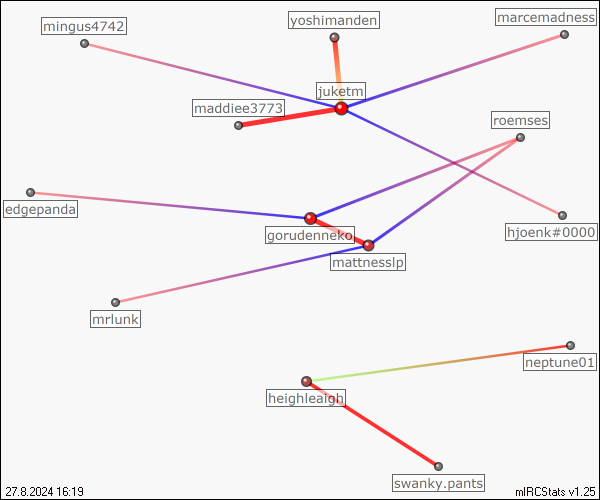 marcemadness
yoshimanden
mingus4742
juketm
maddiee3773
roemses
edgepanda
hjoenk#0000
gorudenneko
mattnesslp
mrlunk
neptune01
heighleaigh
swanky.pants
27.8.2024 16:19
mIRCStats v1.25